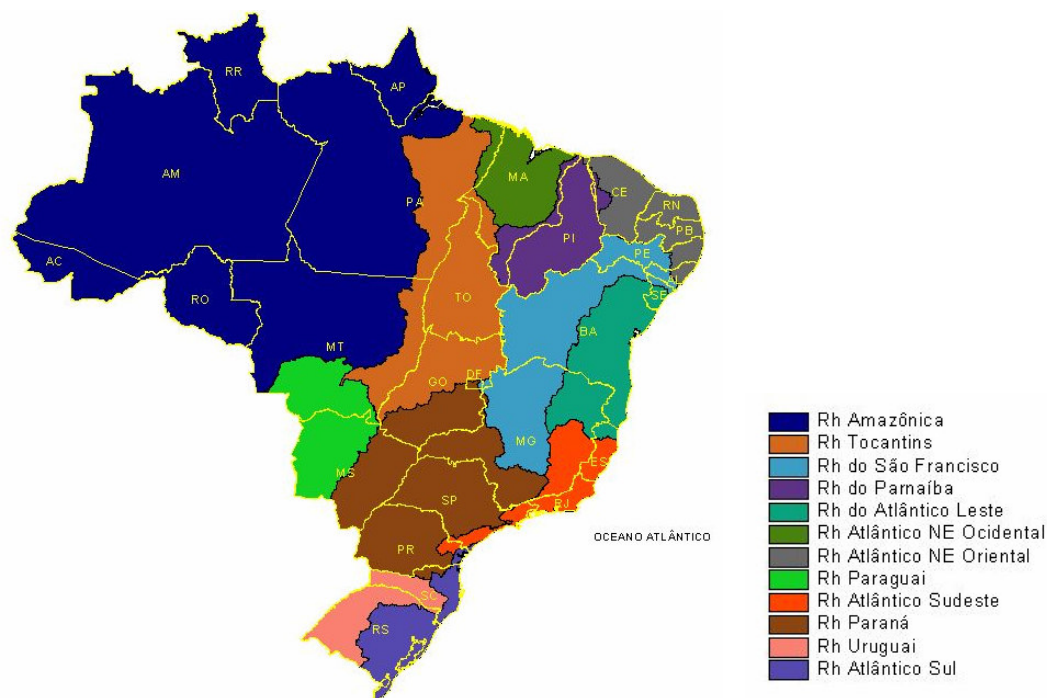 RR
AP
AM
PA
MA
CE
RN
PB
PI
PE
AC
AL
SE
RO
TO
BA
MT
GO
DF
MG
MS
ES
SP
RJ
OCEANO ATLÂNTICO
PR
SC
RS
Rh Amazônica
Rh Tocantins
Rh do São Francisco
Rh do Parnaíba
Rh do Atlântico Leste
Rh Atlântico NE Ocidental
Rh Atlântico NE Oriental
Rh Paraguai
Rh Atlântico Sudeste
Rh Paraná
Rh Uruguai
Rh Atlântico Sul